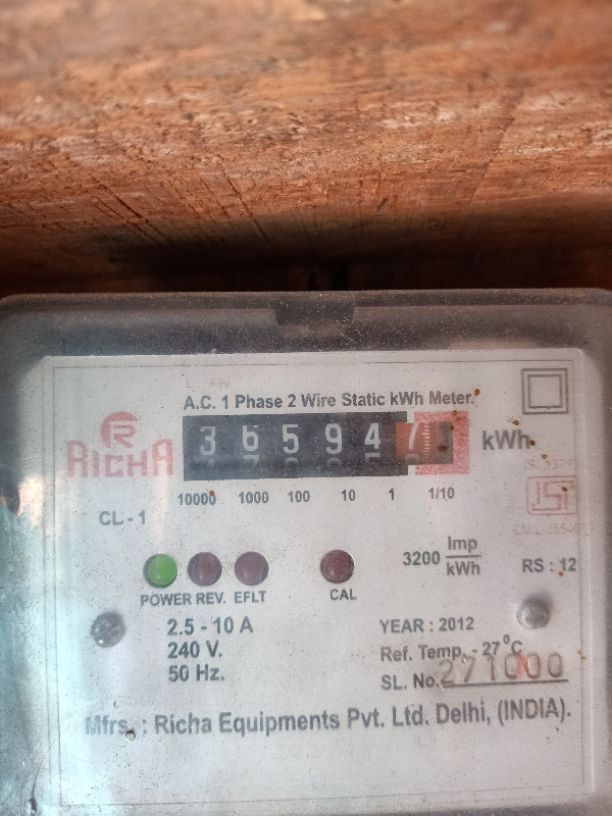 A.C. 1 Phase 2 Wire Static kWh Meter.
R
RICHA
365947
kWh
10000 1000 100 10 1 1/10
CL - 1
3200 Imp/kWh
RS : 12
POWER REV. EFLT CAL
2.5 - 10 A
240 V.
50 Hz.
YEAR : 2012
Ref. Temp. - 27°C
SL. No. 271000
Mfrs. : Richa Equipments Pvt. Ltd. Delhi, (INDIA).